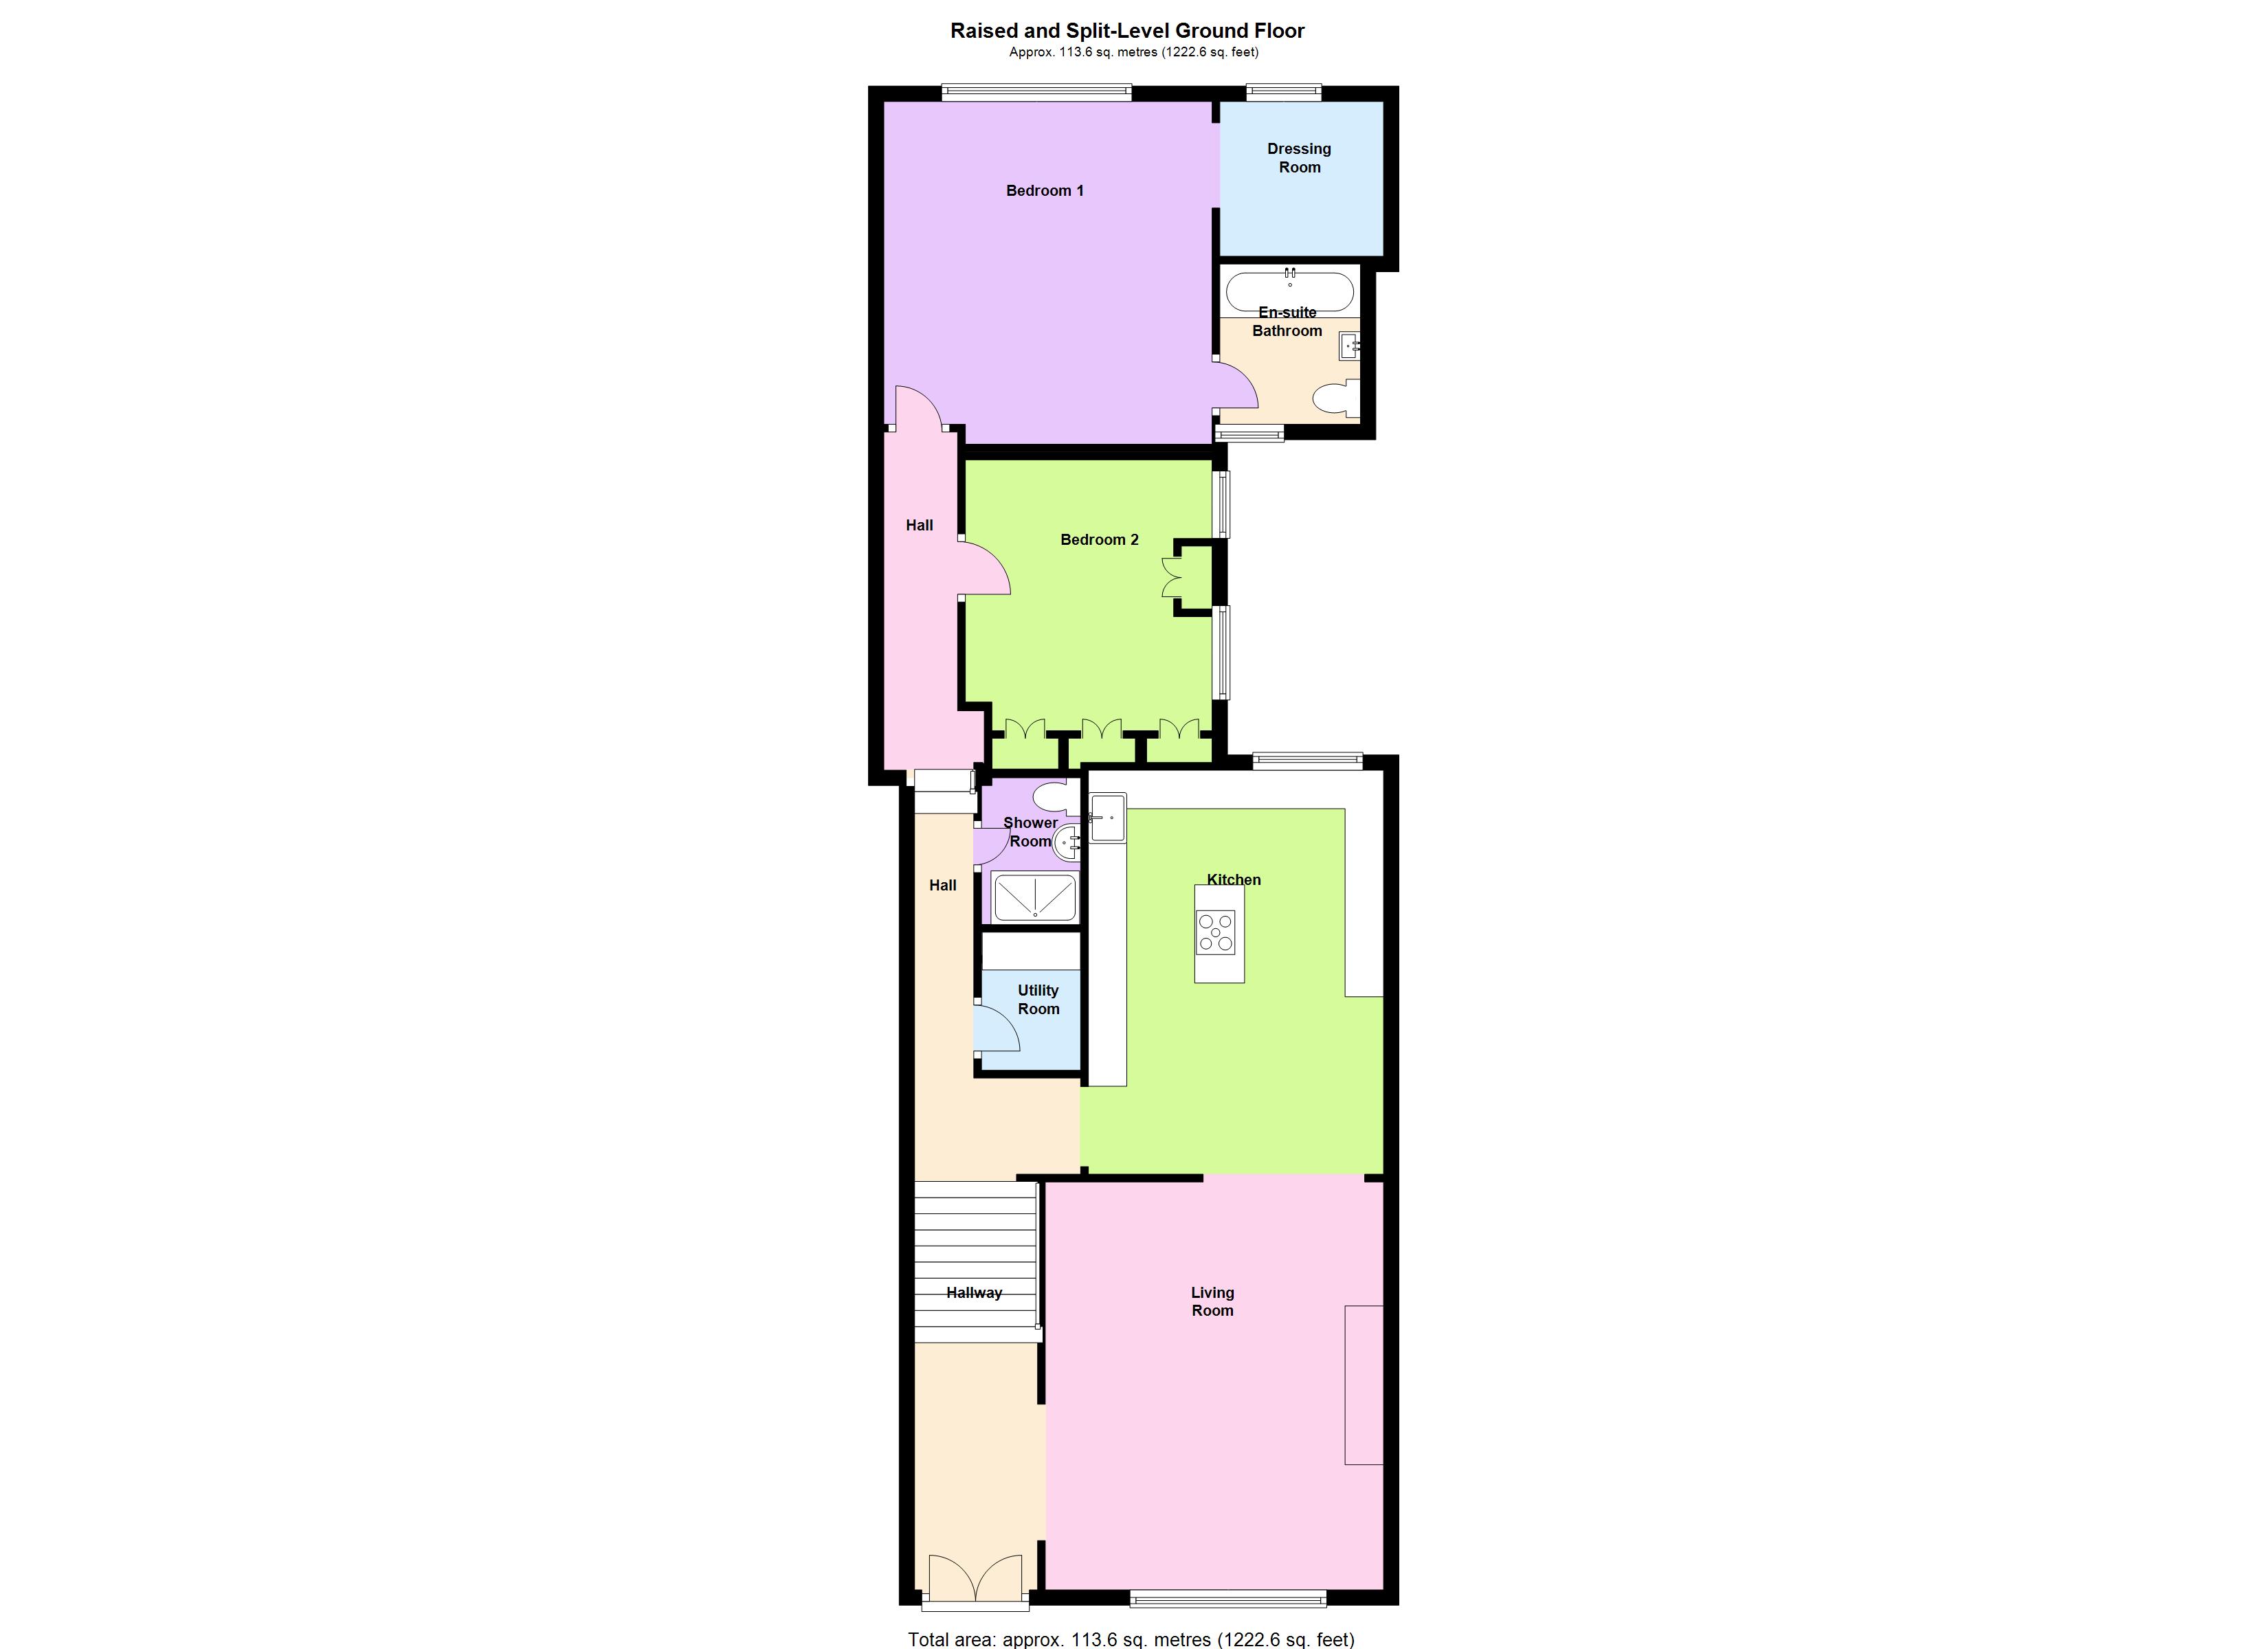 Raised and Split-Level Ground Floor
Approx. 113.6 sq. metres (1222.6 sq. feet)
Dressing
Room
Bedroom 1
En-suite
Bathroom
Hall
Bedroom 2
Shower
Room
Hall
Kitchen
Utility
Room
Hallway
Living
Room
Total area: approx. 113.6 sq. metres (1222.6 sq. feet)